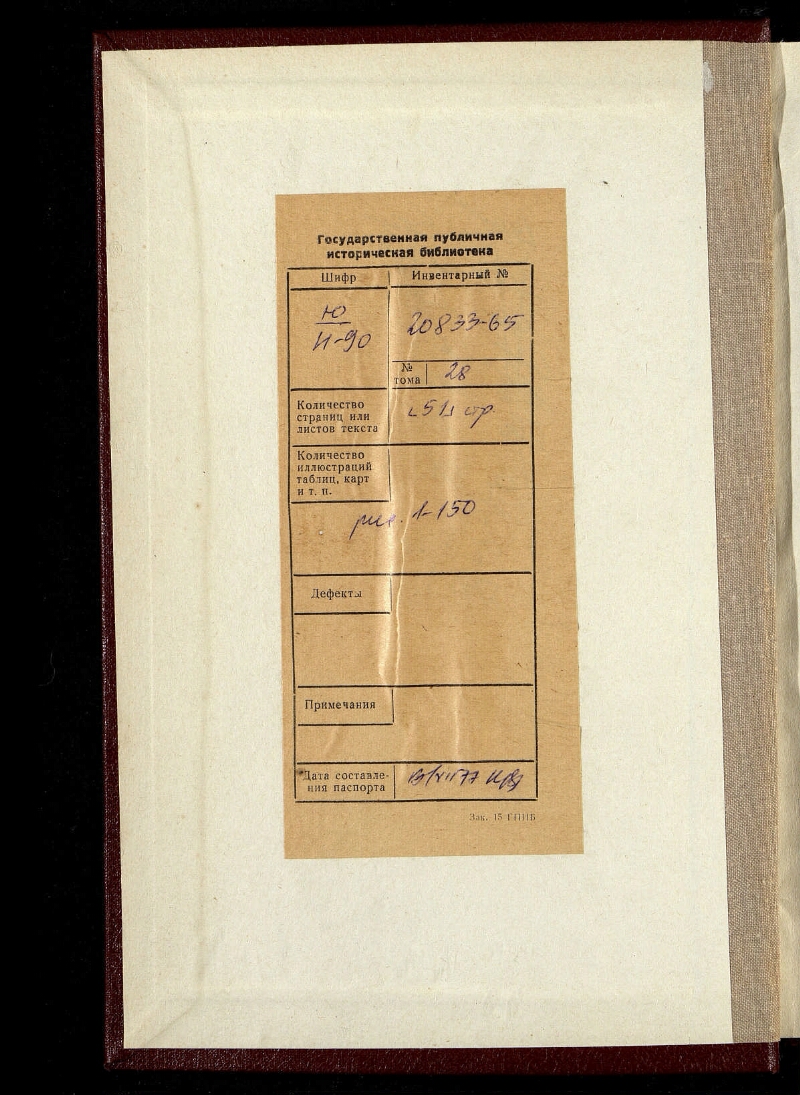 Государственная публичная
историческая библиотека
Шифр
Инвентарный №
Ю
И-90
20833-65
№
тома
28
Количество
страниц или
листов текста
[51] стр.
Количество
иллюстраций
таблиц, карт
и т. п.
рис. 1-150
Дефекты
Примечания
Дата составле-
ния паспорта
Зак. 15 ГПИБ